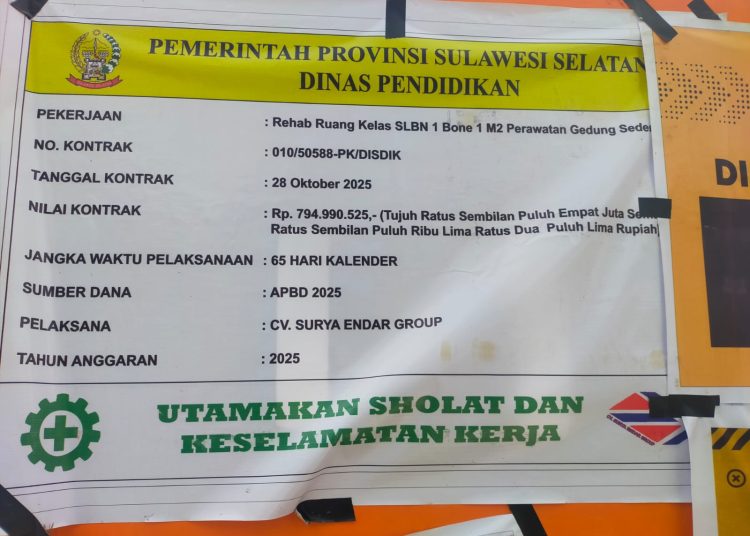 PEMERINTAH PROVINSI SULAWESI SELATAN
DINAS PENDIDIKAN
PEKERJAAN : Rehab Ruang Kelas SLBN 1 Bone 1 M2 Perawatan Gedung Sede
NO. KONTRAK : 010/50588-PK/DISDIK
TANGGAL KONTRAK : 28 Oktober 2025
NILAI KONTRAK : Rp. 794.990.525,- (Tujuh Ratus Sembilan Puluh Empat Juta
Ratus Sembilan Puluh Ribu Lima Ratus Dua Puluh Lima Rupiah)
JANGKA WAKTU PELAKSANAAN : 65 HARI KALENDER
SUMBER DANA : APBD 2025
PELAKSANA : CV. SURYA ENDAR GROUP
TAHUN ANGGARAN : 2025
UTAMAKAN SHOLAT DAN
KESELAMATAN KERJA
DI